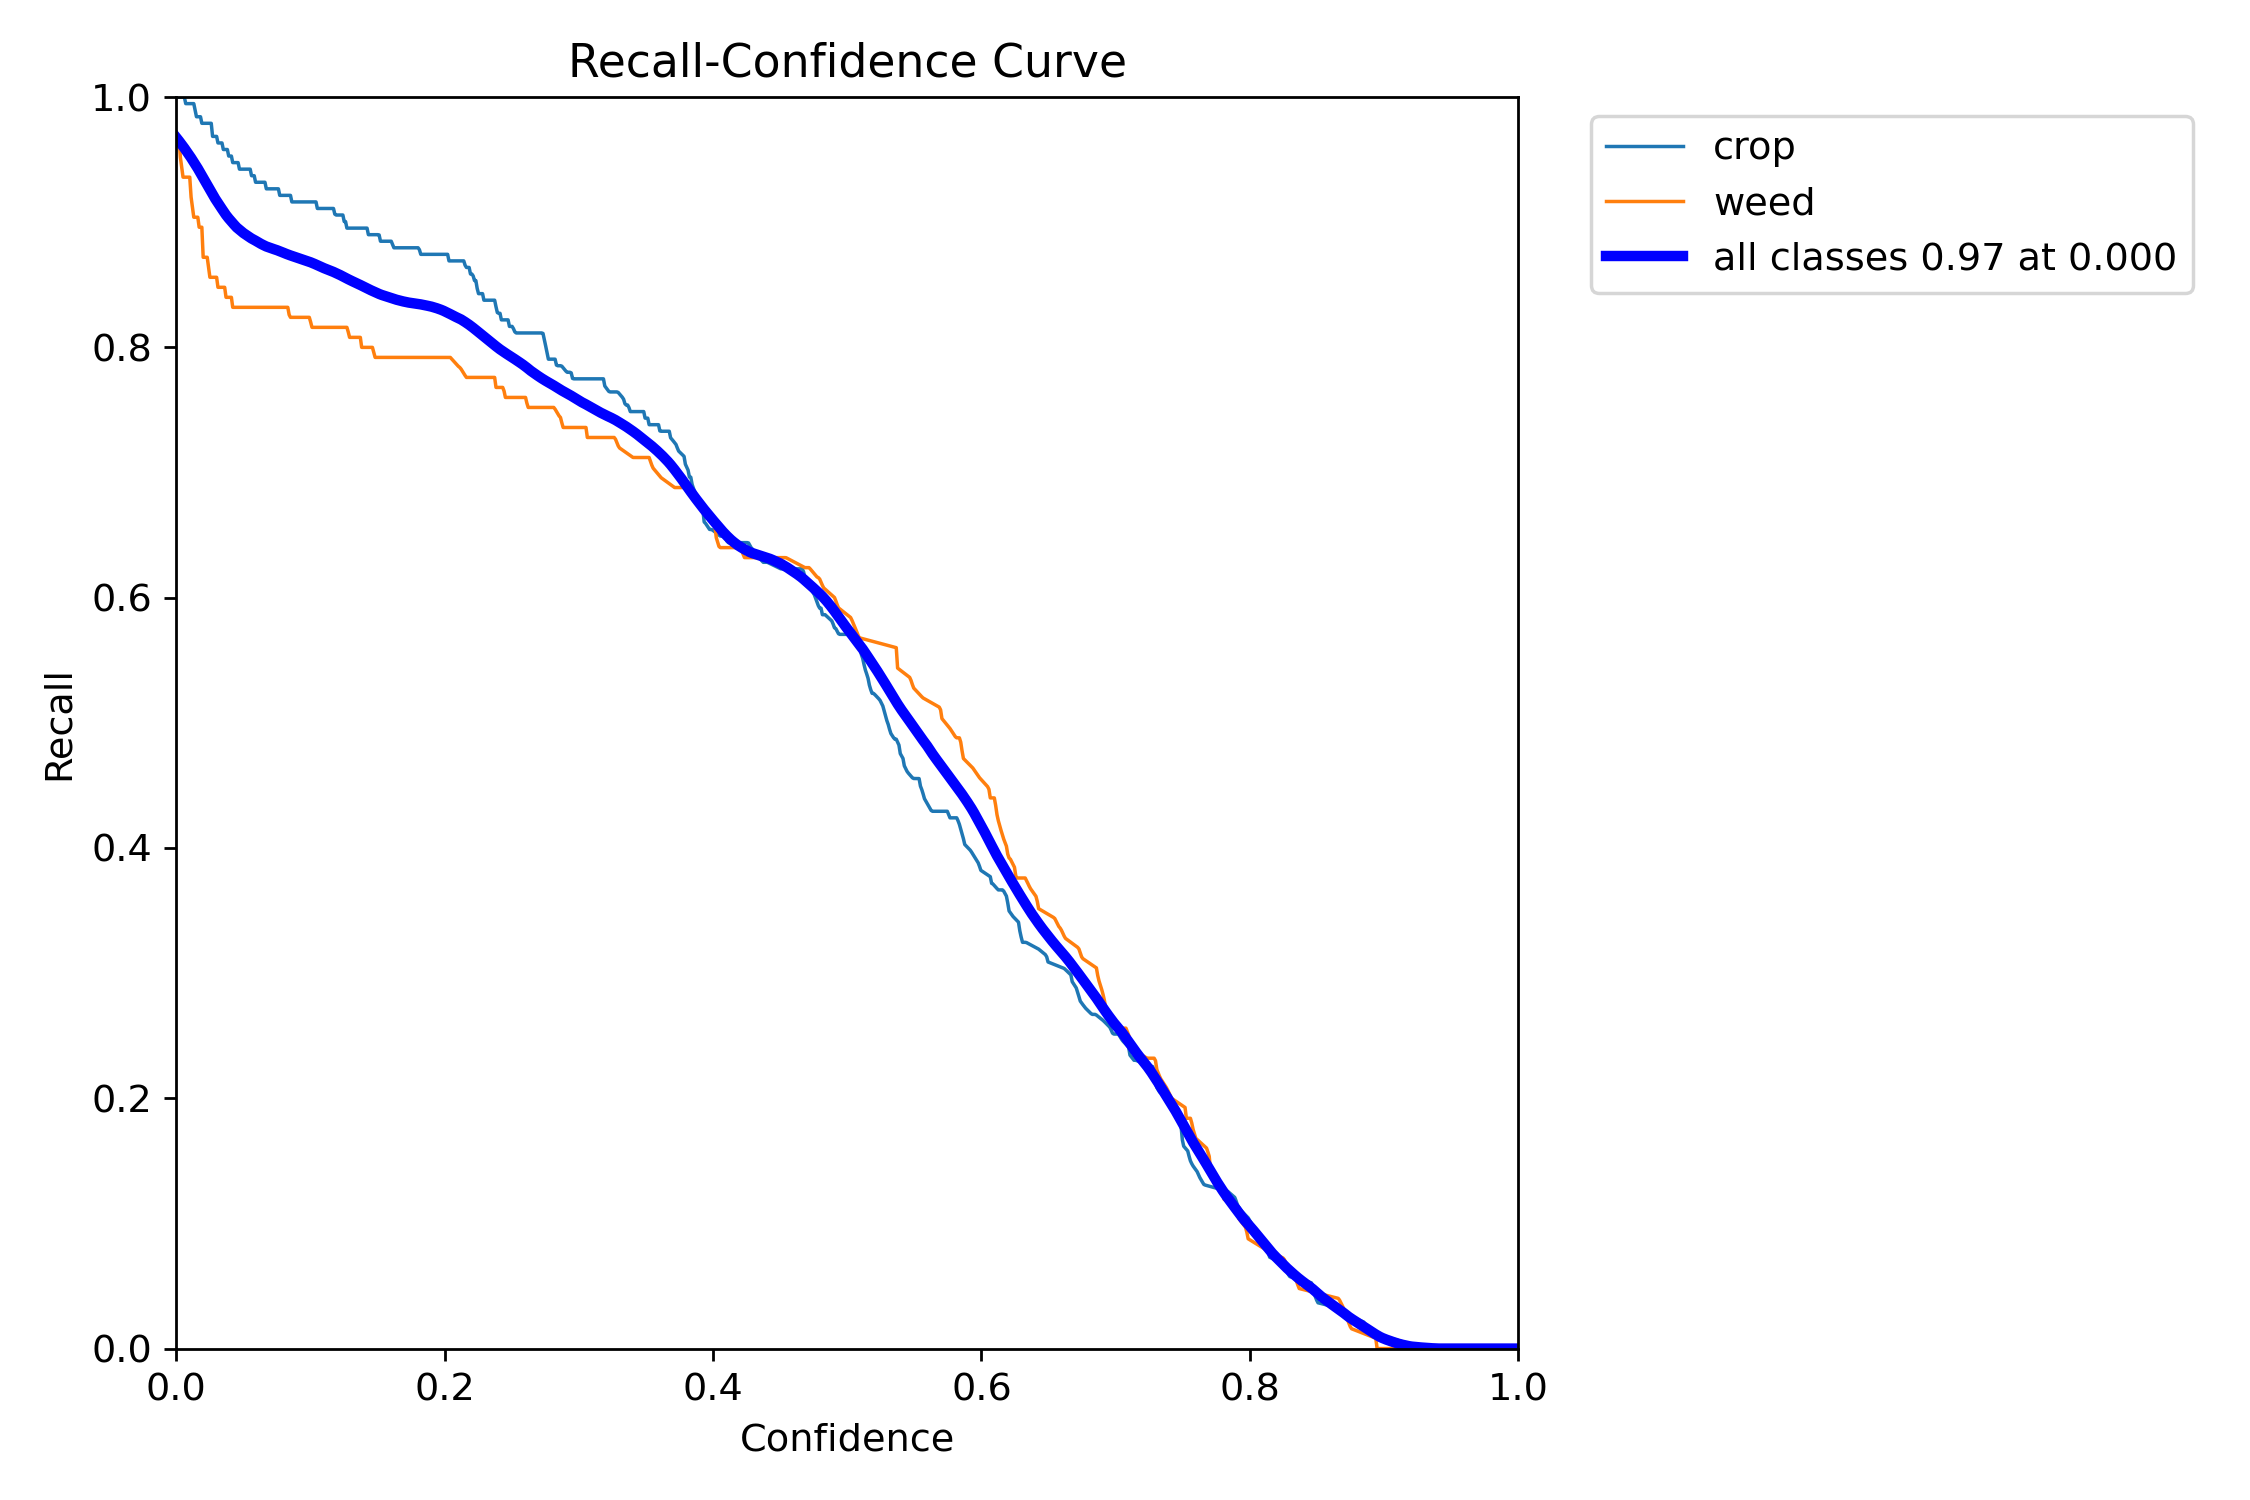 Recall-Confidence Curve
1.0
0.8
0.6
0.4
0.2
0.0
Recall
0.0 0.2 0.4 0.6 0.8 1.0
Confidence
crop
weed
all classes 0.97 at 0.000